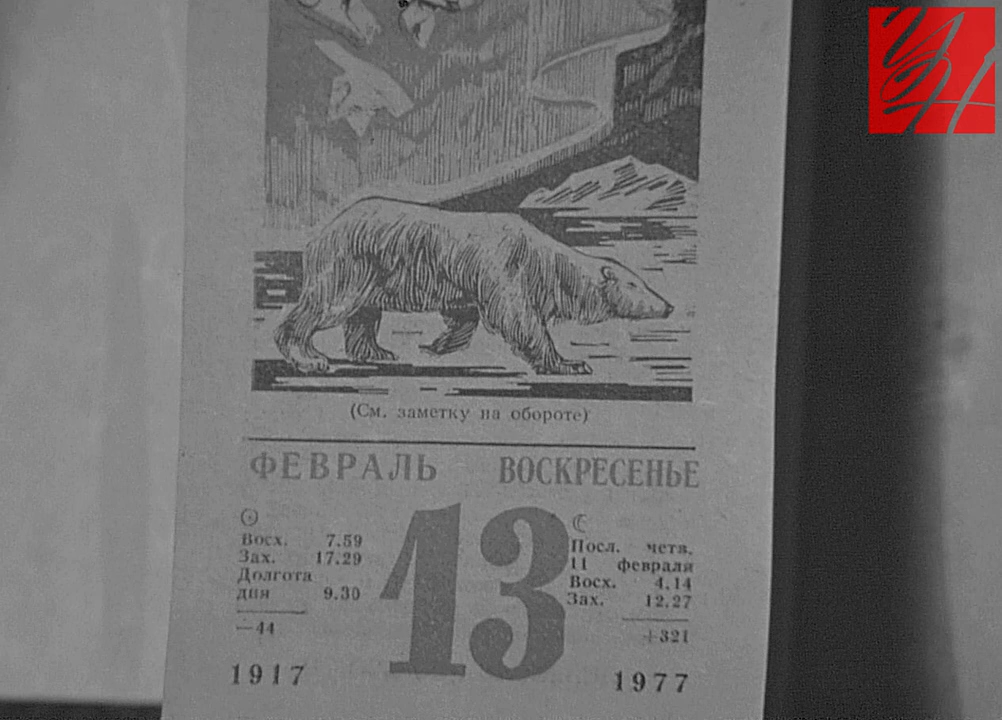 (См. заметку на обороте)
ФЕВРАЛЬ ВОСКРЕСЕНЬЕ
13
Восх. 7.59
Зах. 17.29
Долгота
дня 9.30
—44
Посл. четв.
11 февраля
Восх. 4.14
Зах. 12.27
+321
1917 1977